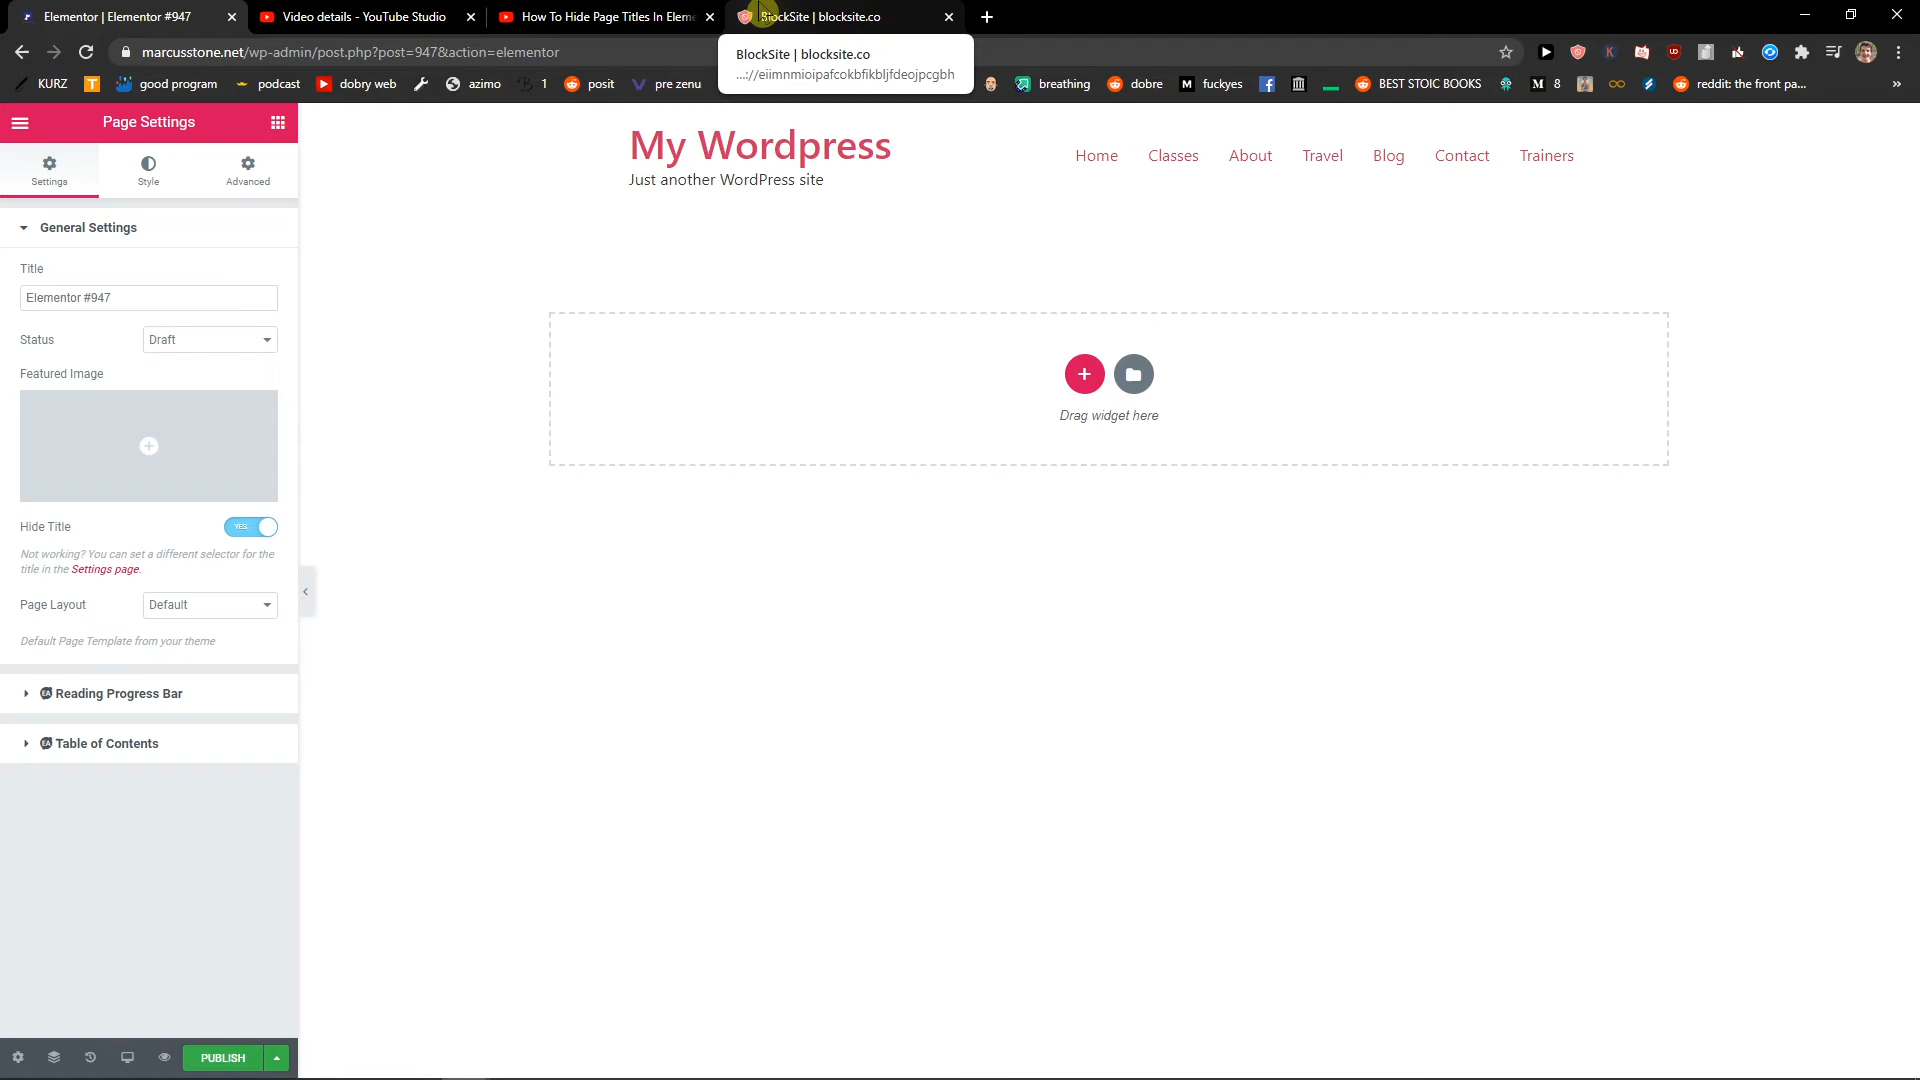 Elementor | Elementor #947
Video details - YouTube Studio
How To Hide Page Titles In Eleme
BlockSite | blocksite.co
marcusstone.net/wp-admin/post.php?post=947&action=elementor
BlockSite | blocksite.co
...://eiimnmioipafcokbfikbljfdeojpcgbh
KURZ
good program
podcast
dobry web
azimo
1
posit
pre zenu
breathing
dobre
fuckyes
BEST STOIC BOOKS
8
reddit: the front pa...
Page Settings
Settings
Style
Advanced
General Settings
Title
Elementor #947
Status
Draft
Featured Image
Hide Title
YES
Not working? You can set a different selector for the
title in the Settings page.
Page Layout
Default
Default Page Template from your theme
EA Reading Progress Bar
EA Table of Contents
PUBLISH
My Wordpress
Just another WordPress site
Home
Classes
About
Travel
Blog
Contact
Trainers
Drag widget here